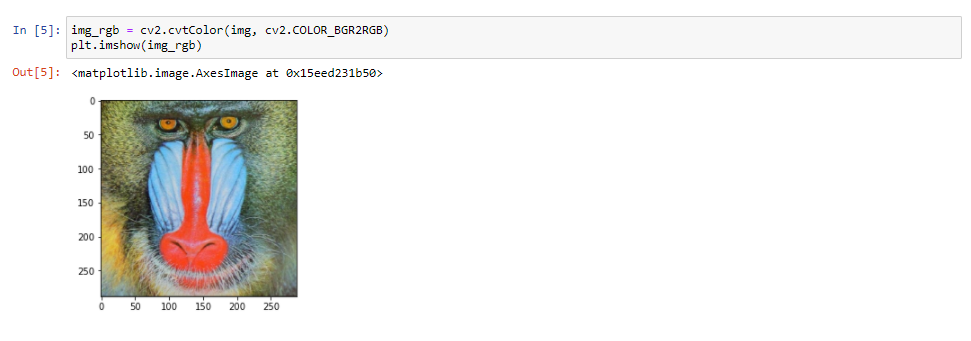 In [5]: img_rgb = cv2.cvtColor(img, cv2.COLOR_BGR2RGB)
plt.imshow(img_rgb)
Out[5]: <matplotlib.image.AxesImage at 0x15eed231b50>
0
50
100
150
200
250
0 50 100 150 200 250